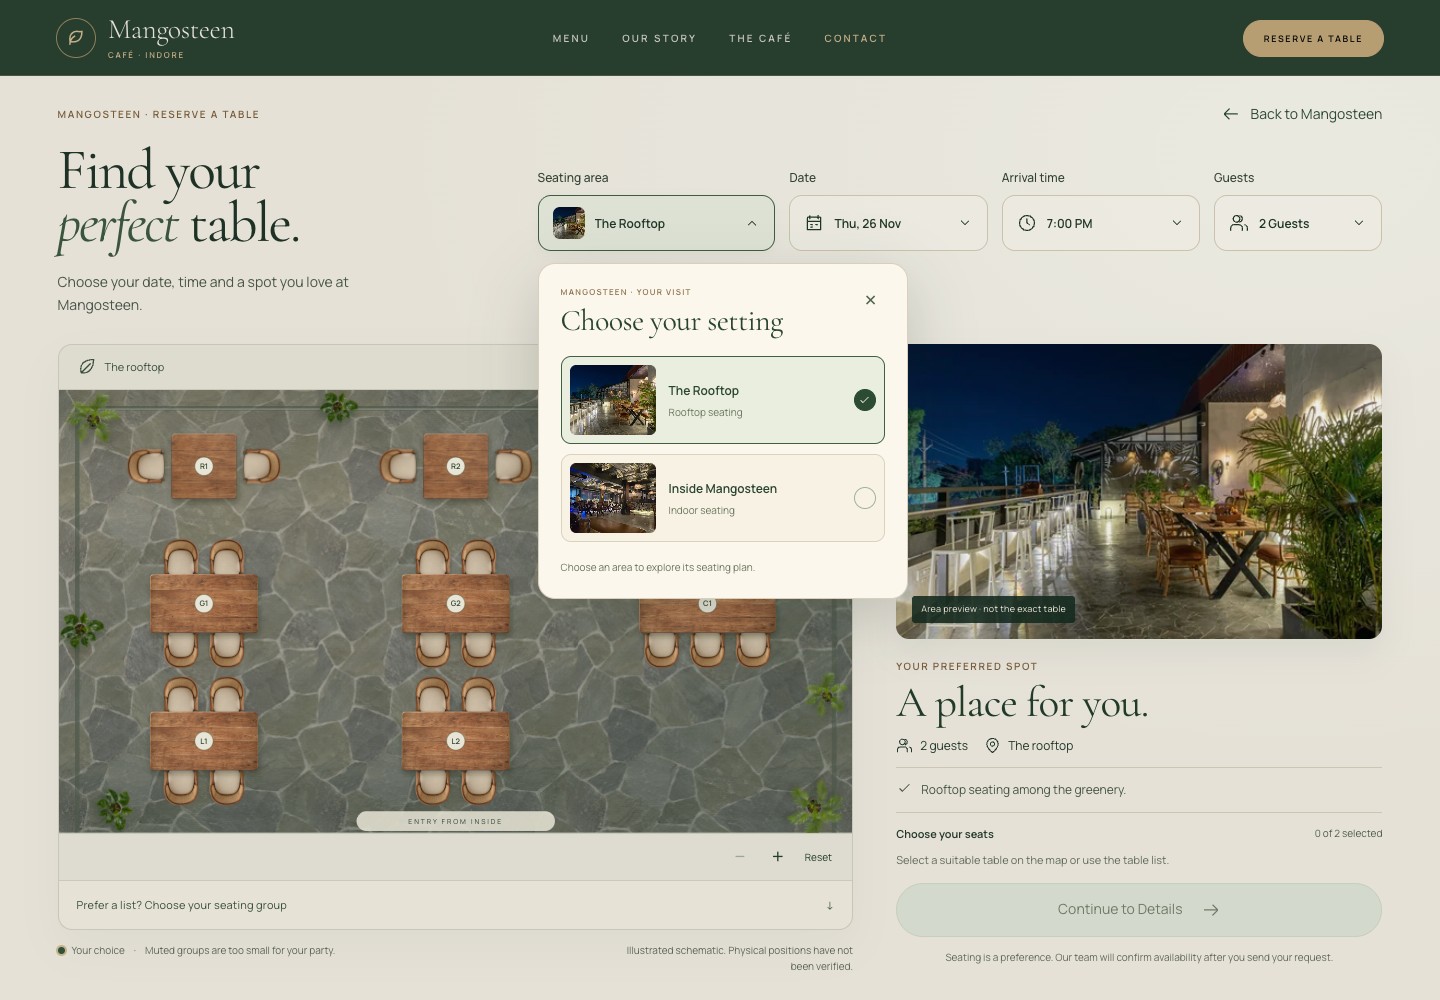 Mangosteen
CAFÉ · INDORE
MENU
OUR STORY
THE CAFÉ
CONTACT
RESERVE A TABLE
MANGOSTEEN · RESERVE A TABLE
Back to Mangosteen
Find your
perfect table.
Choose your date, time and a spot you love at
Mangosteen.
Seating area
Date
Arrival time
Guests
The Rooftop
Thu, 26 Nov
7:00 PM
2 Guests
MANGOSTEEN · YOUR VISIT
Choose your setting
The Rooftop
Rooftop seating
Inside Mangosteen
Indoor seating
Choose an area to explore its seating plan.
The rooftop
R1
R2
G1
G2
C1
L1
L2
ENTRY FROM INSIDE
Reset
Prefer a list? Choose your seating group
Your choice · Muted groups are too small for your party.
Illustrated schematic. Physical positions have not
been verified.
Area preview · not the exact table
YOUR PREFERRED SPOT
A place for you.
2 guests
The rooftop
Rooftop seating among the greenery.
Choose your seats
0 of 2 selected
Select a suitable table on the map or use the table list.
Continue to Details
Seating is a preference. Our team will confirm availability after you send your request.